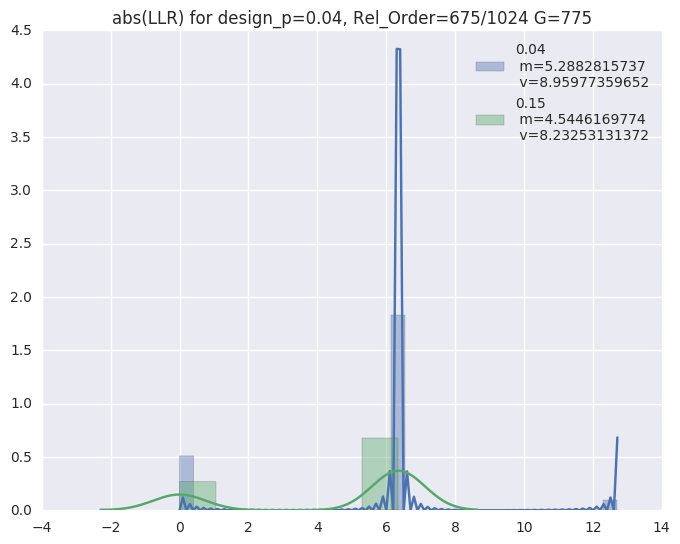 abs(LLR) for design_p=0.04, Rel_Order=675/1024 G=775
4.5
4.0
3.5
3.0
2.5
2.0
1.5
1.0
0.5
0.0
0.04
m=5.2882815737
v=8.95977359652
0.15
m=4.5446169774
v=8.23253131372
−4 −2 0 2 4 6 8 10 12 14